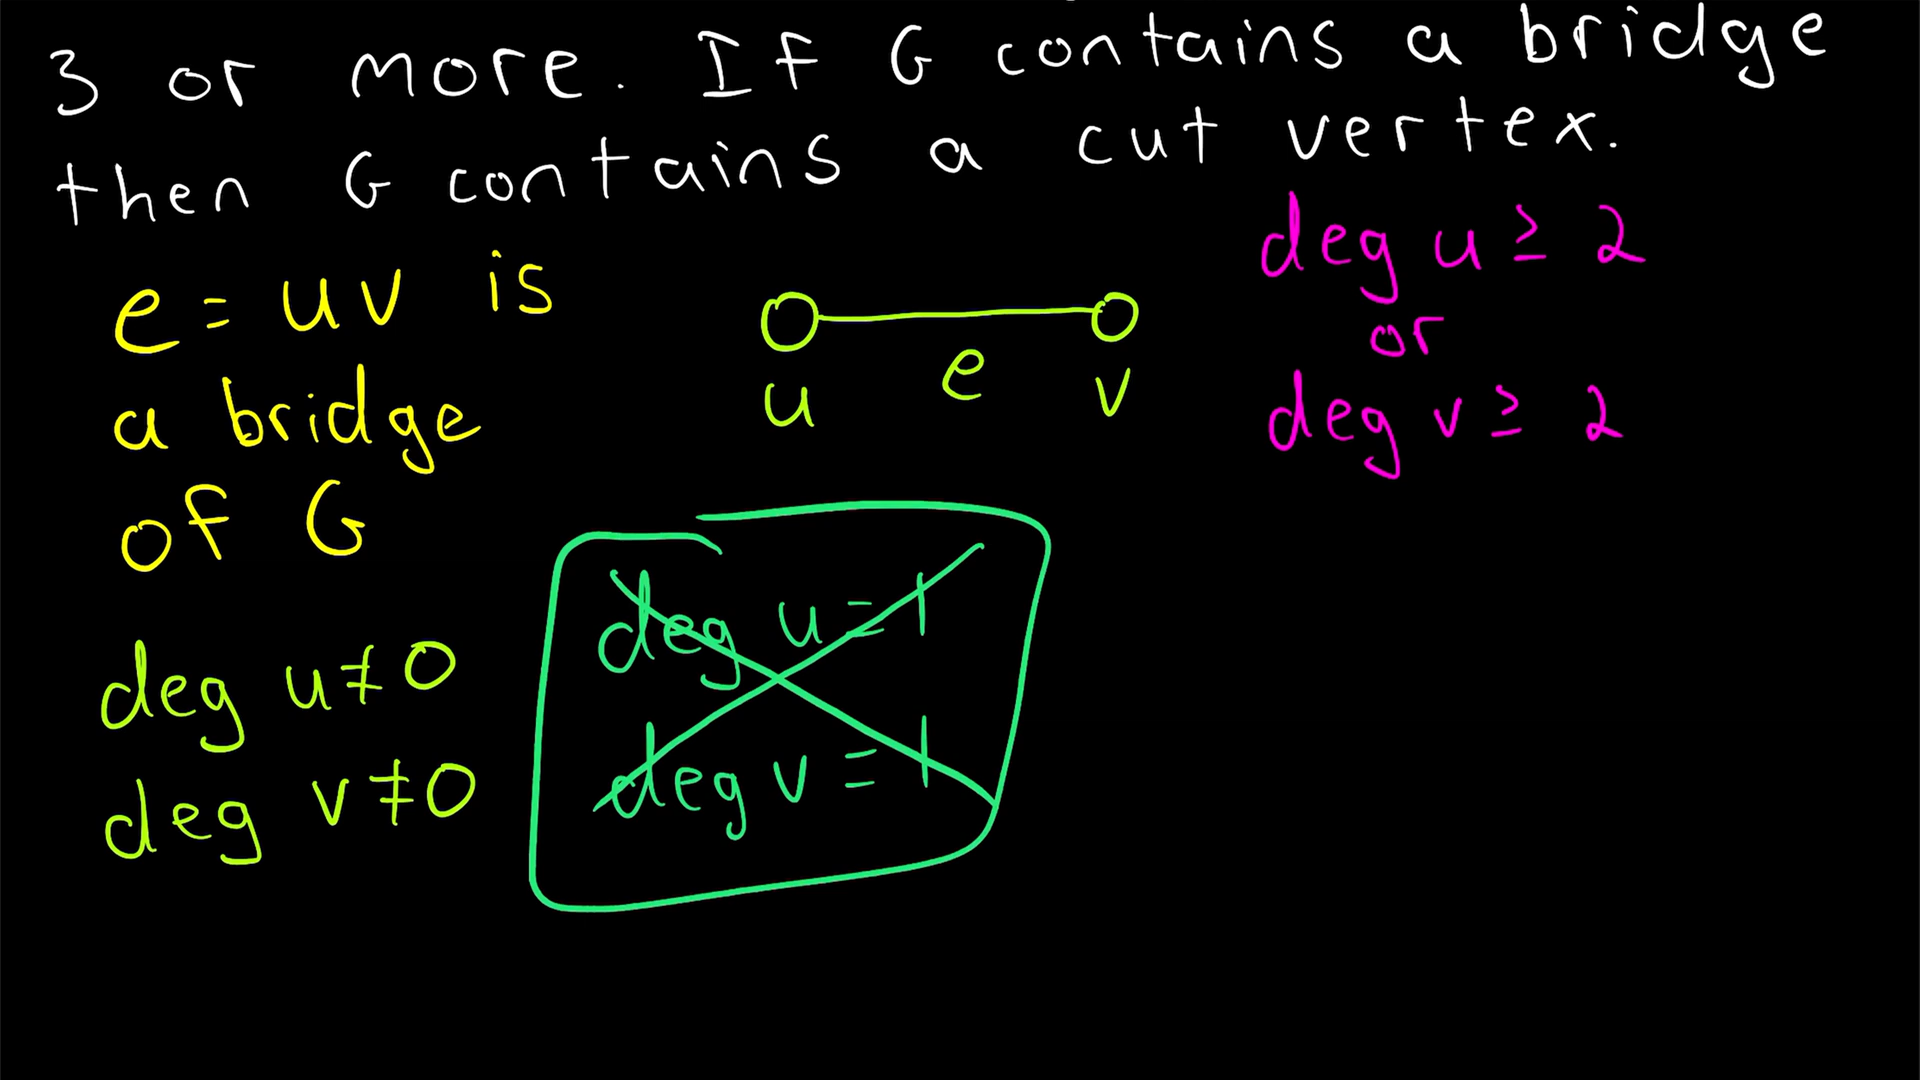 3 or more. If G contains a bridge
then G contains a cut vertex.
e = uv is
a bridge
of G
u e v
deg u ≥ 2
or
deg v ≥ 2
deg u ≠ 0
deg v ≠ 0
deg u = 1
deg v = 1